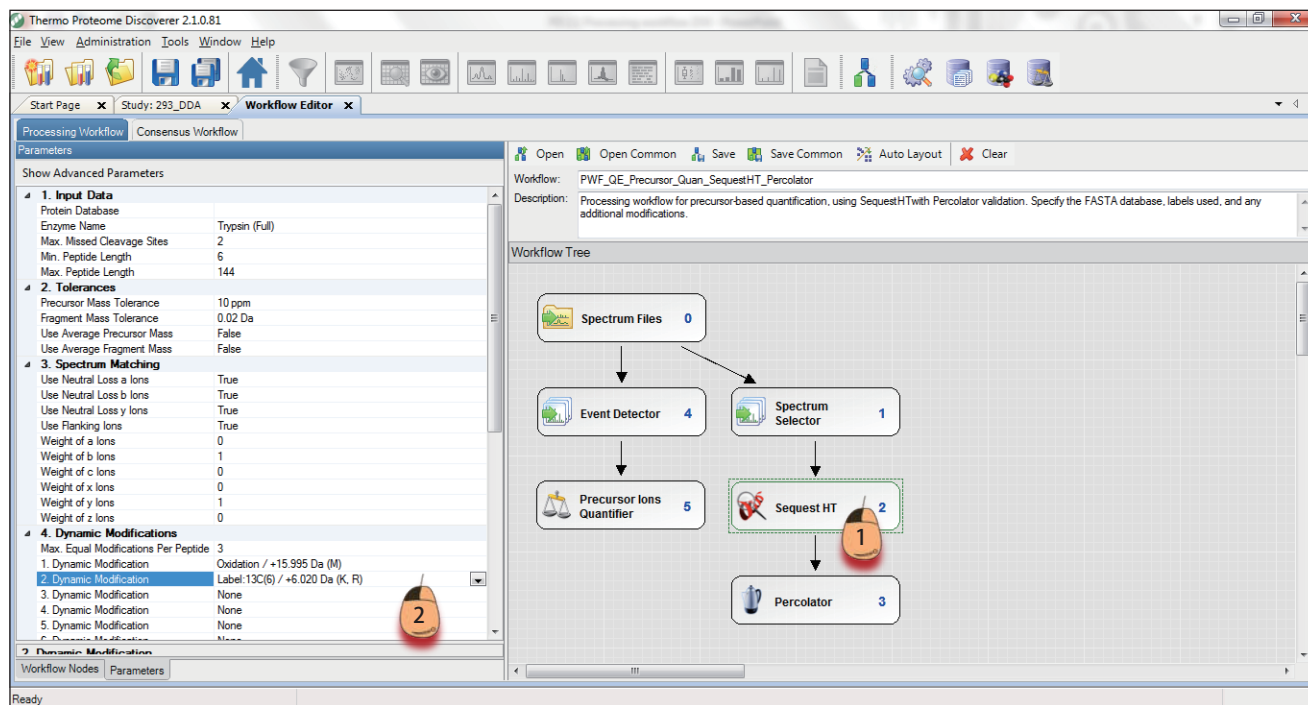 Thermo Proteome Discoverer 2.1.0.81
File View Administration Tools Window Help
Start Page Study: 293_DDA Workflow Editor
Processing Workflow Consensus Workflow
Parameters
Show Advanced Parameters
1. Input Data
Protein Database
Enzyme Name Trypsin (Full)
Max. Missed Cleavage Sites 2
Min. Peptide Length 6
Max. Peptide Length 144
2. Tolerances
Precursor Mass Tolerance 10 ppm
Fragment Mass Tolerance 0.02 Da
Use Average Precursor Mass False
Use Average Fragment Mass False
3. Spectrum Matching
Use Neutral Loss a Ions True
Use Neutral Loss b Ions True
Use Neutral Loss y Ions True
Use Flanking Ions True
Weight of a Ions 0
Weight of b Ions 1
Weight of c Ions 0
Weight of x Ions 0
Weight of y Ions 1
Weight of z Ions 0
4. Dynamic Modifications
Max. Equal Modifications Per Peptide 3
1. Dynamic Modification Oxidation / +15.995 Da (M)
2. Dynamic Modification Label:13C(6) / +6.020 Da (K, R)
3. Dynamic Modification None
4. Dynamic Modification None
5. Dynamic Modification None
6. Dynamic Modification None
2
2. Dynamic Modification
Workflow Nodes Parameters
Open Open Common Save Save Common Auto Layout Clear
Workflow: PWF_QE_Precursor_Quan_SequestHT_Percolator
Description: Processing workflow for precursor-based quantification, using SequestHTwith Percolator validation. Specify the FASTA database, labels used, and any
additional modifications.
Workflow Tree
Spectrum Files 0
Event Detector 4
Spectrum
Selector 1
Precursor Ions
Quantifier 5
Sequest HT 2
1
Percolator 3
Ready